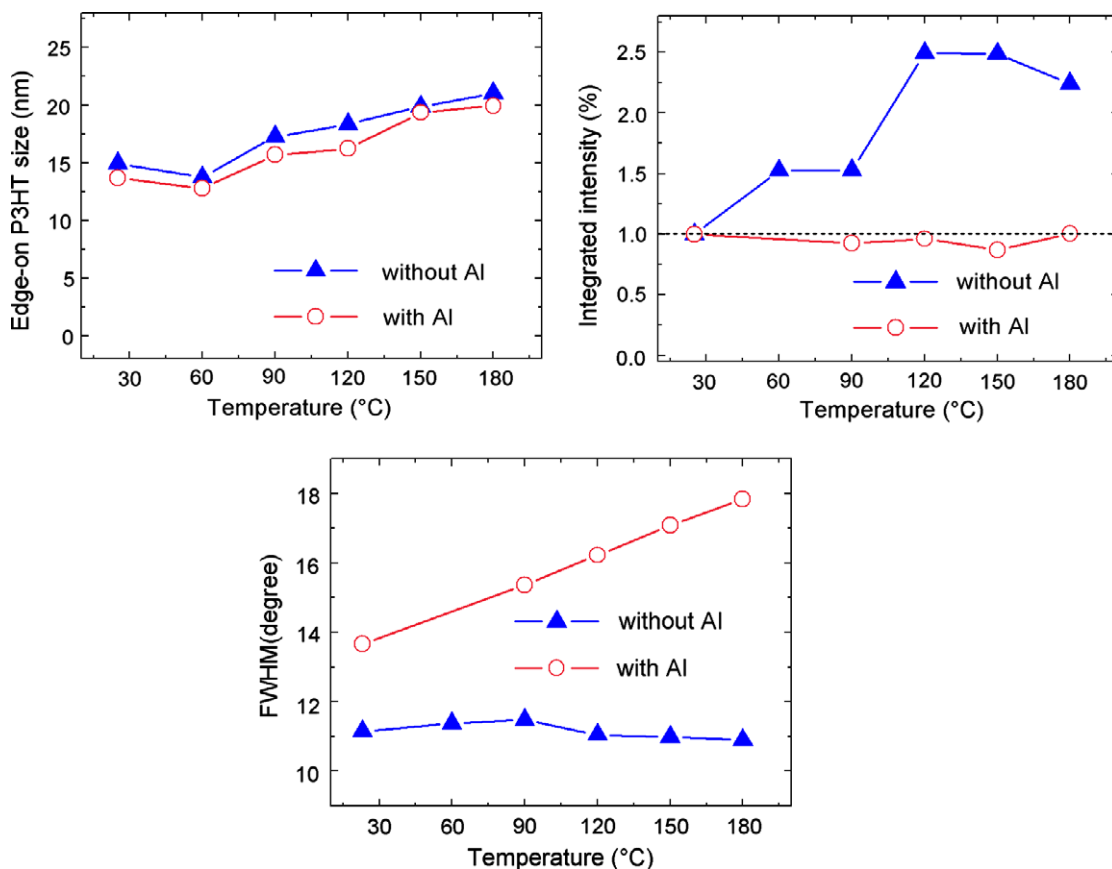 Edge-on P3HT size (nm)
25
20
15
10
5
0
without Al
with Al
30 60 90 120 150 180
Temperature (°C)
Integrated intensity (%)
2.5
2.0
1.5
1.0
0.5
0.0
without Al
with Al
30 60 90 120 150 180
Temperature (°C)
FWHM(degree)
18
16
14
12
10
without Al
with Al
30 60 90 120 150 180
Temperature (°C)